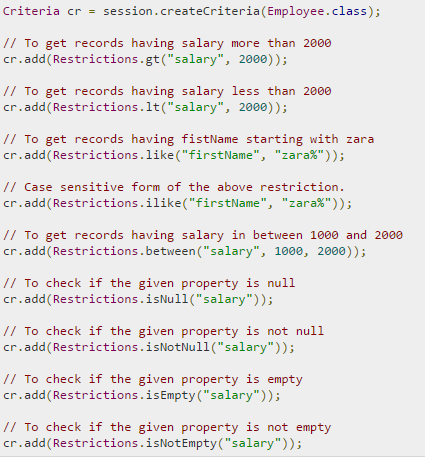 Criteria cr = session.createCriteria(Employee.class);
// To get records having salary more than 2000
cr.add(Restrictions.gt("salary", 2000));
// To get records having salary less than 2000
cr.add(Restrictions.lt("salary", 2000));
// To get records having fistName starting with zara
cr.add(Restrictions.like("firstName", "zara%"));
// Case sensitive form of the above restriction.
cr.add(Restrictions.ilike("firstName", "zara%"));
// To get records having salary in between 1000 and 2000
cr.add(Restrictions.between("salary", 1000, 2000));
// To check if the given property is null
cr.add(Restrictions.isNull("salary"));
// To check if the given property is not null
cr.add(Restrictions.isNotNull("salary"));
// To check if the given property is empty
cr.add(Restrictions.isEmpty("salary"));
// To check if the given property is not empty
cr.add(Restrictions.isNotEmpty("salary"));